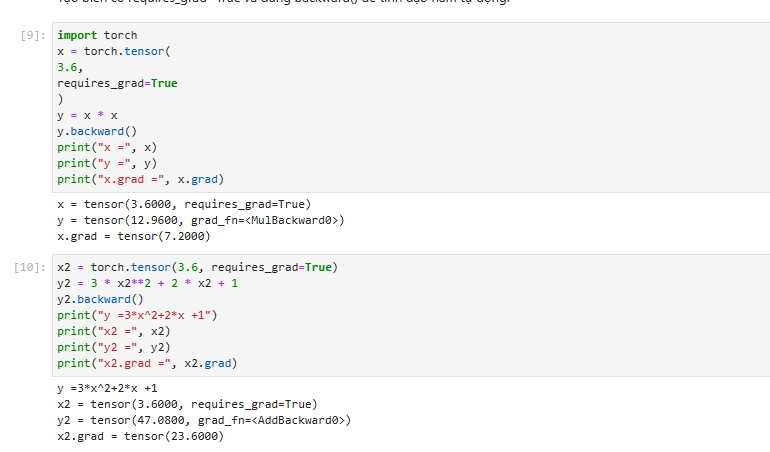 [9]:
import torch
x = torch.tensor(
3.6,
requires_grad=True
)
y = x * x
y.backward()
print("x =", x)
print("y =", y)
print("x.grad =", x.grad)
x = tensor(3.6000, requires_grad=True)
y = tensor(12.9600, grad_fn=<MulBackward0>)
x.grad = tensor(7.2000)
[10]:
x2 = torch.tensor(3.6, requires_grad=True)
y2 = 3 * x2**2 + 2 * x2 + 1
y2.backward()
print("y =3*x^2+2*x +1")
print("x2 =", x2)
print("y2 =", y2)
print("x2.grad =", x2.grad)
y =3*x^2+2*x +1
x2 = tensor(3.6000, requires_grad=True)
y2 = tensor(47.0800, grad_fn=<AddBackward0>)
x2.grad = tensor(23.6000)